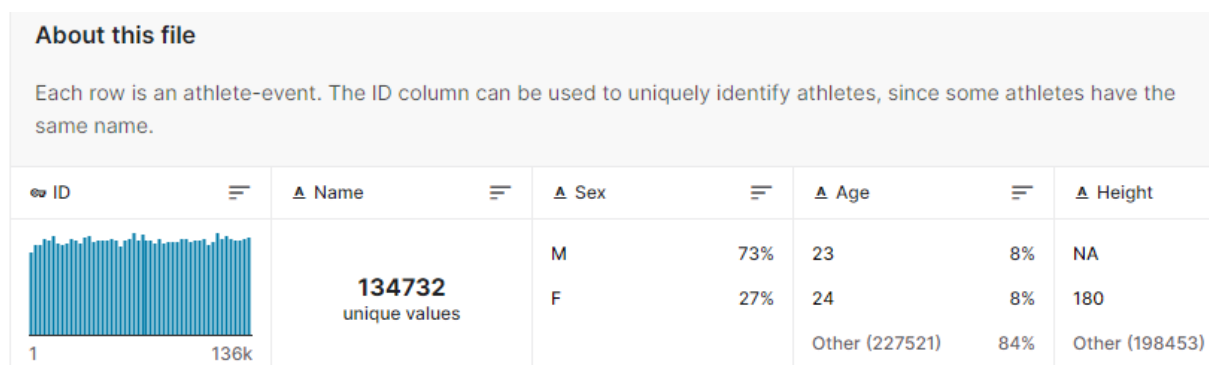 About this file
Each row is an athlete-event. The ID column can be used to uniquely identify athletes, since some athletes have the
same name.
ID Name Sex Age Height
M 73% 23 8% NA
134732
F 27% 24 8% 180
unique values
Other (227521) 84% Other (198453)
1 136k